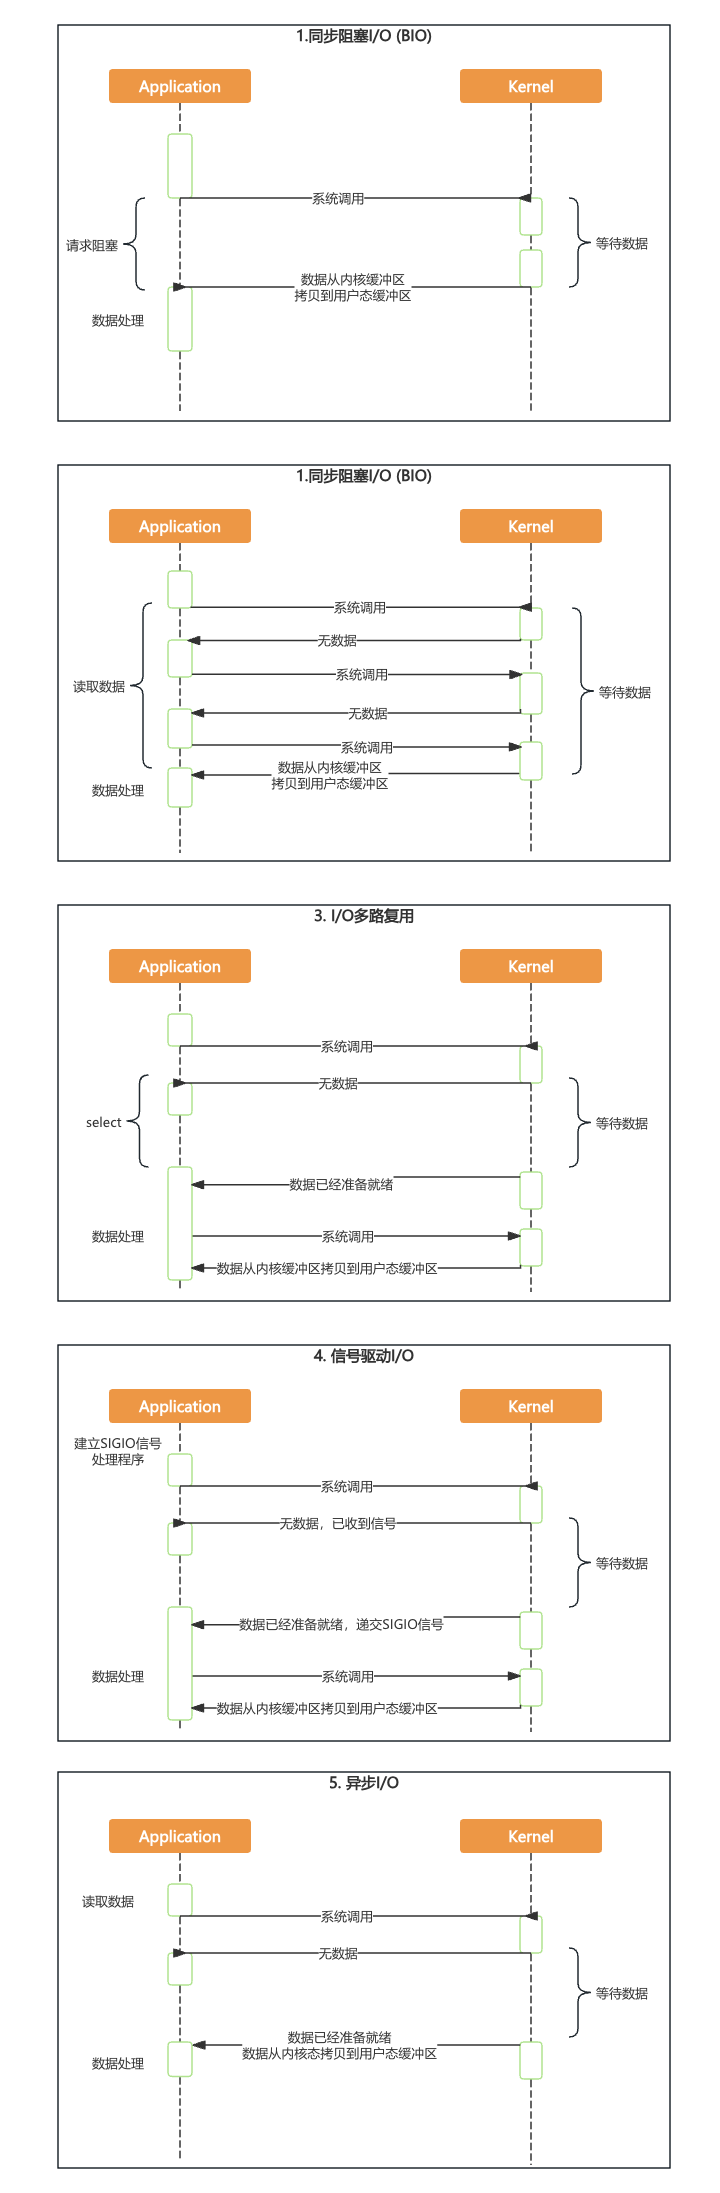 1.同步阻塞I/O (BIO)
Application
Kernel
系统调用
请求阻塞
等待数据
数据从内核缓冲区
拷贝到用户态缓冲区
数据处理
1.同步阻塞I/O (BIO)
Application
Kernel
系统调用
无数据
系统调用
读取数据
等待数据
无数据
系统调用
数据从内核缓冲区
拷贝到用户态缓冲区
数据处理
3. I/O多路复用
Application
Kernel
系统调用
无数据
select
等待数据
数据已经准备就绪
数据处理
系统调用
数据从内核缓冲区拷贝到用户态缓冲区
4. 信号驱动I/O
Application
Kernel
建立SIGIO信号
处理程序
系统调用
无数据，已收到信号
等待数据
数据已经准备就绪，递交SIGIO信号
数据处理
系统调用
数据从内核缓冲区拷贝到用户态缓冲区
5. 异步I/O
Application
Kernel
读取数据
系统调用
无数据
等待数据
数据已经准备就绪
数据从内核态拷贝到用户态缓冲区
数据处理